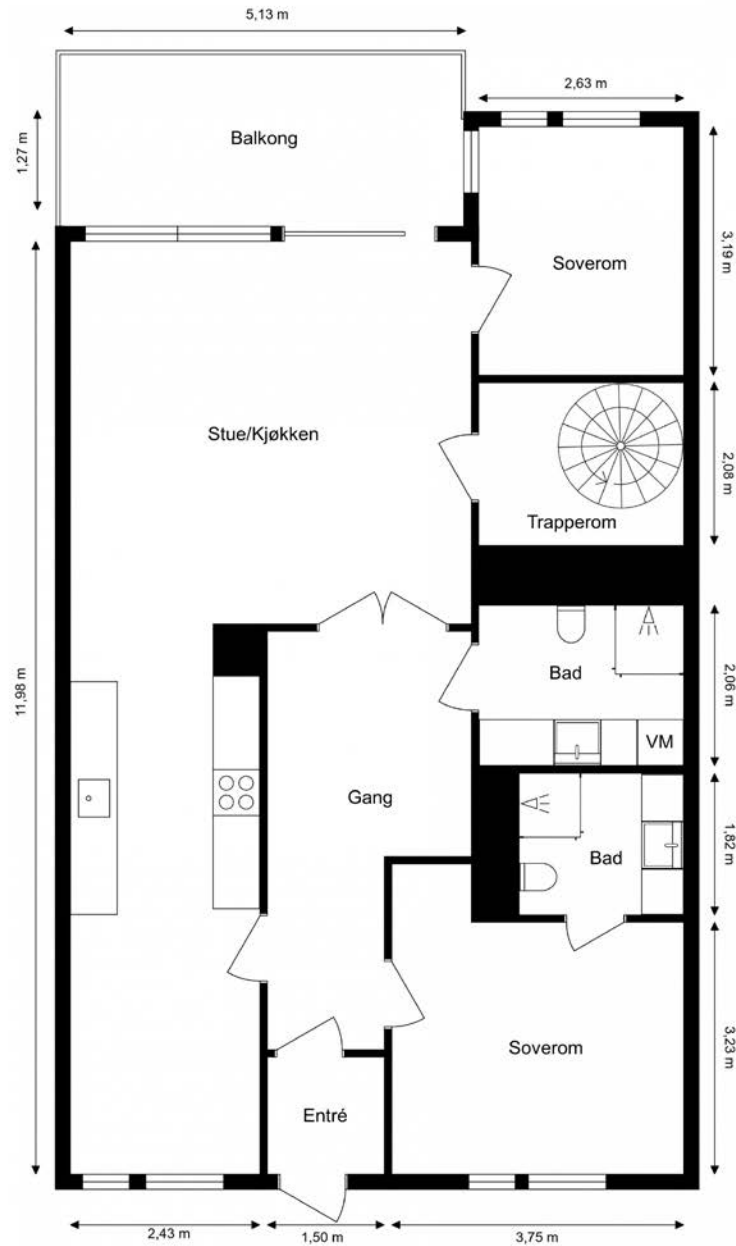 5,13 m
2,63 m
1,27 m
Balkong
3,19 m
Soverom
Stue/Kjøkken
2,08 m
Trapperom
11,98 m
Bad
2,06 m
VM
Gang
1,82 m
Bad
Soverom
3,23 m
Entré
2,43 m
1,50 m
3,75 m